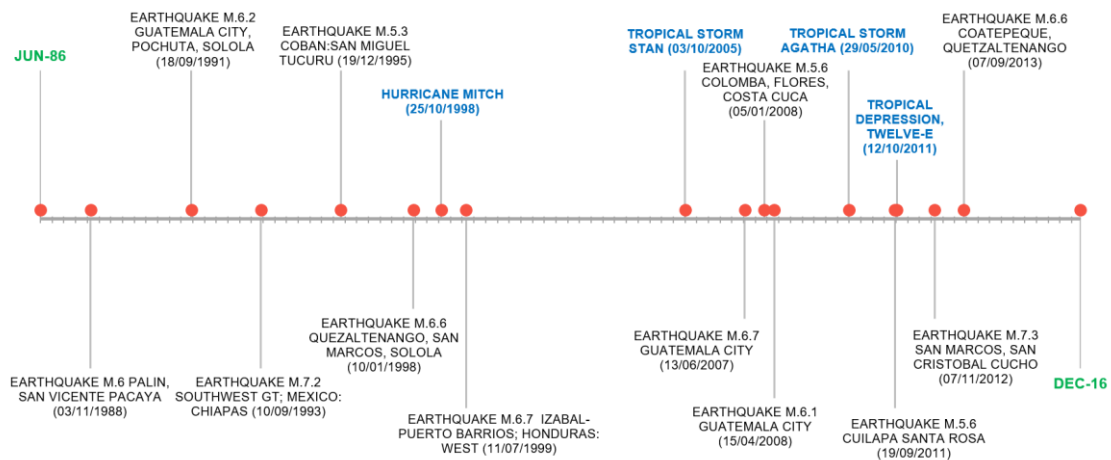 JUN-86
EARTHQUAKE M.6.2
GUATEMALA CITY,
POCHUTA, SOLOLA
(18/09/1991)
EARTHQUAKE M.5.3
COBAN:SAN MIGUEL
TUCURU (19/12/1995)
HURRICANE MITCH
(25/10/1998)
TROPICAL STORM
STAN (03/10/2005)
EARTHQUAKE M.5.6
COLOMBA, FLORES,
COSTA CUCA
(05/01/2008)
TROPICAL STORM
AGATHA (29/05/2010)
TROPICAL
DEPRESSION,
TWELVE-E
(12/10/2011)
EARTHQUAKE M.6.6
COATEPEQUE,
QUETZALTENANGO
(07/09/2013)
EARTHQUAKE M.6 PALIN,
SAN VICENTE PACAYA
(03/11/1988)
EARTHQUAKE M.7.2
SOUTHWEST GT; MEXICO:
CHIAPAS (10/09/1993)
EARTHQUAKE M.6.6
QUEZALTENANGO, SAN
MARCOS, SOLOLA
(10/01/1998)
EARTHQUAKE M.6.7 IZABAL-
PUERTO BARRIOS; HONDURAS:
WEST (11/07/1999)
EARTHQUAKE M.6.7
GUATEMALA CITY
(13/06/2007)
EARTHQUAKE M.6.1
GUATEMALA CITY
(15/04/2008)
EARTHQUAKE M.5.6
CUILAPA SANTA ROSA
(19/09/2011)
EARTHQUAKE M.7.3
SAN MARCOS, SAN
CRISTOBAL CUCHO
(07/11/2012)
DEC-16